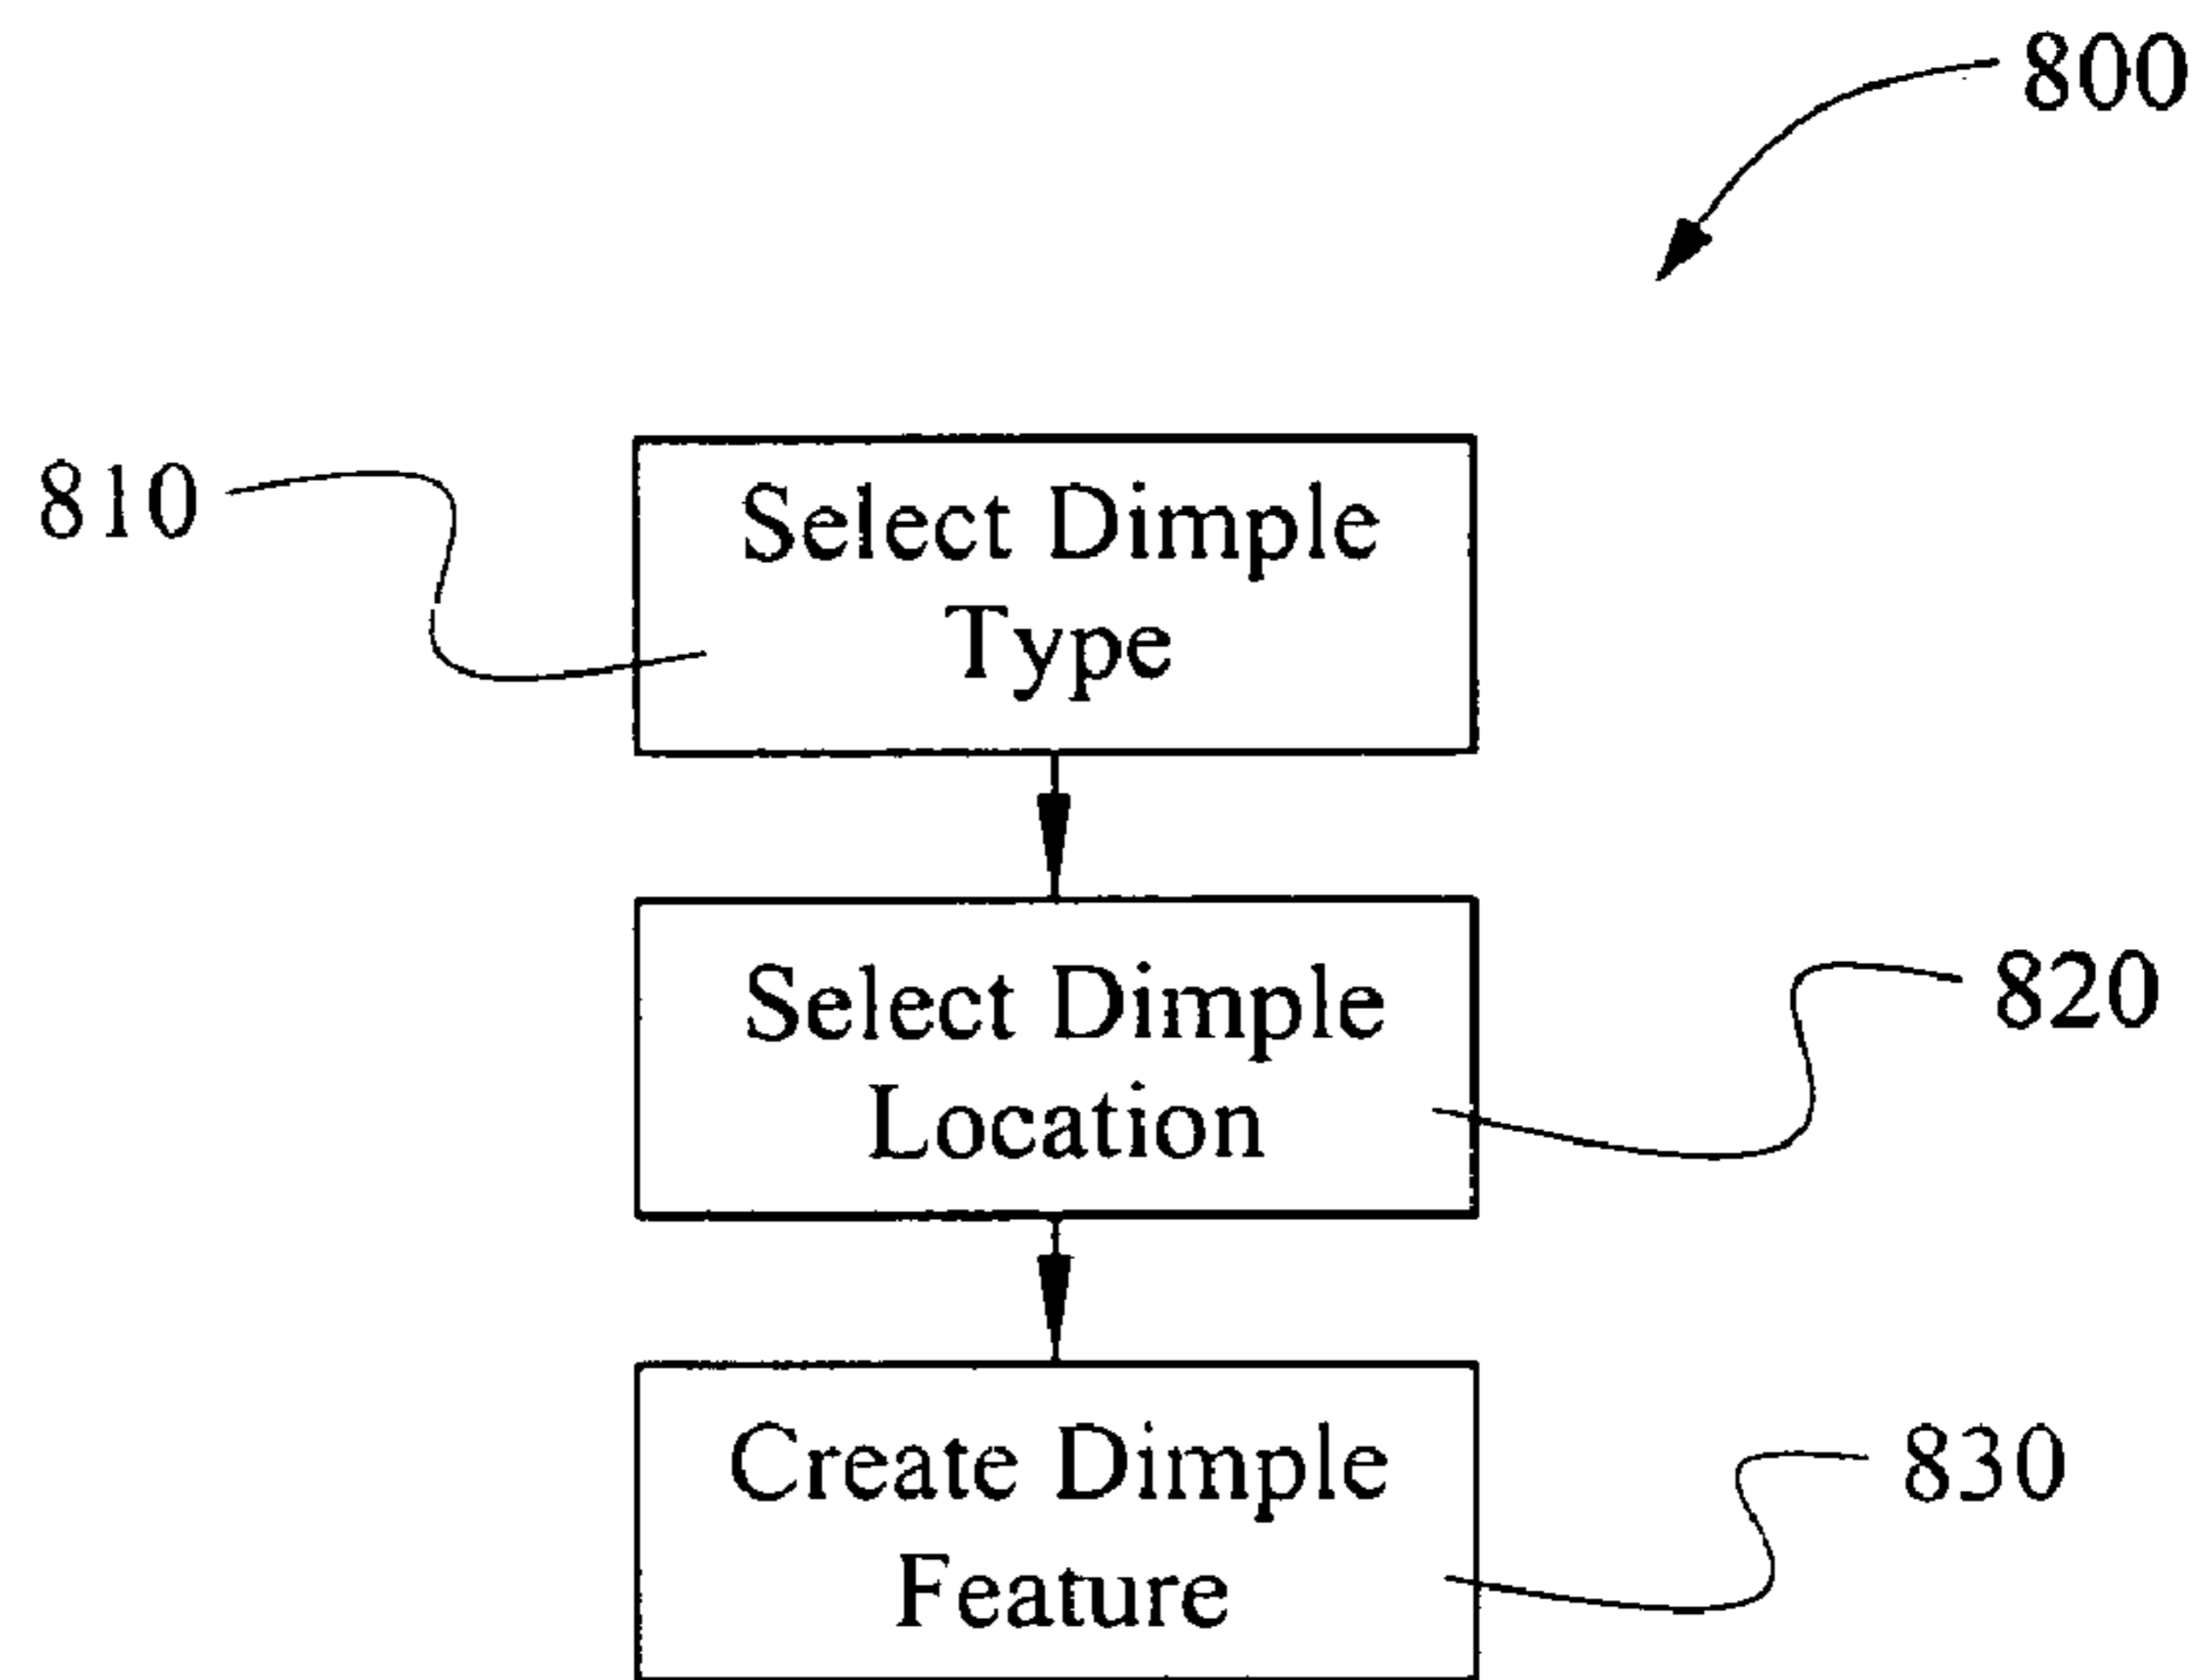 800
810
Select Dimple
Type
Select Dimple
Location
820
Create Dimple
Feature
830